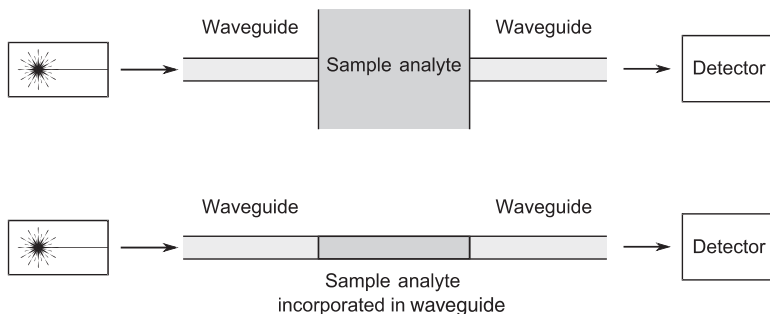 Waveguide
Waveguide
Sample analyte
Detector
Waveguide
Waveguide
Detector
Sample analyte
incorporated in waveguide